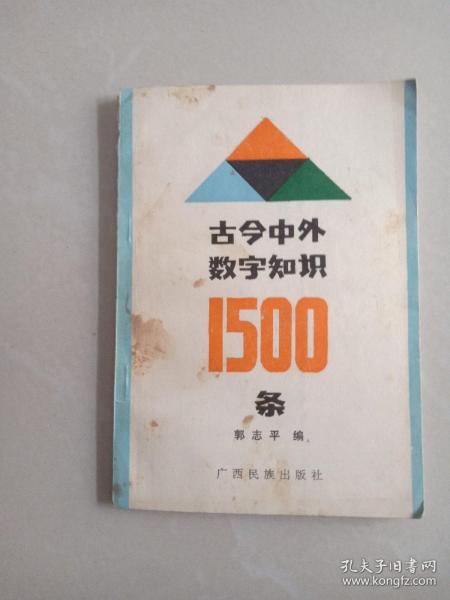 古今中外
数字知识
1500
条
郭志平 编
广西民族出版社
孔夫子旧书网
www.kongfz.com